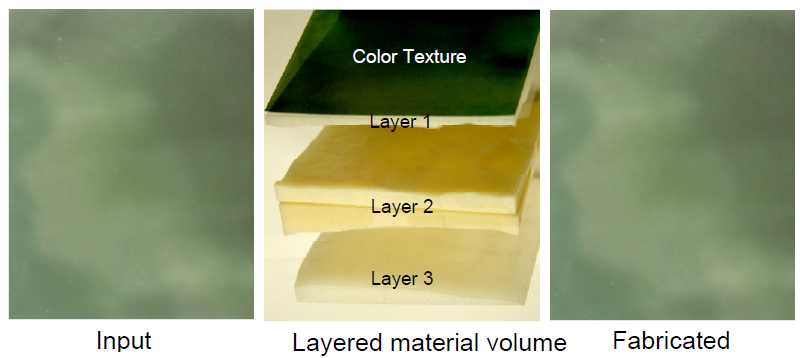 Color Texture
Layer 1
Layer 2
Layer 3
Input
Layered material volume
Fabricated